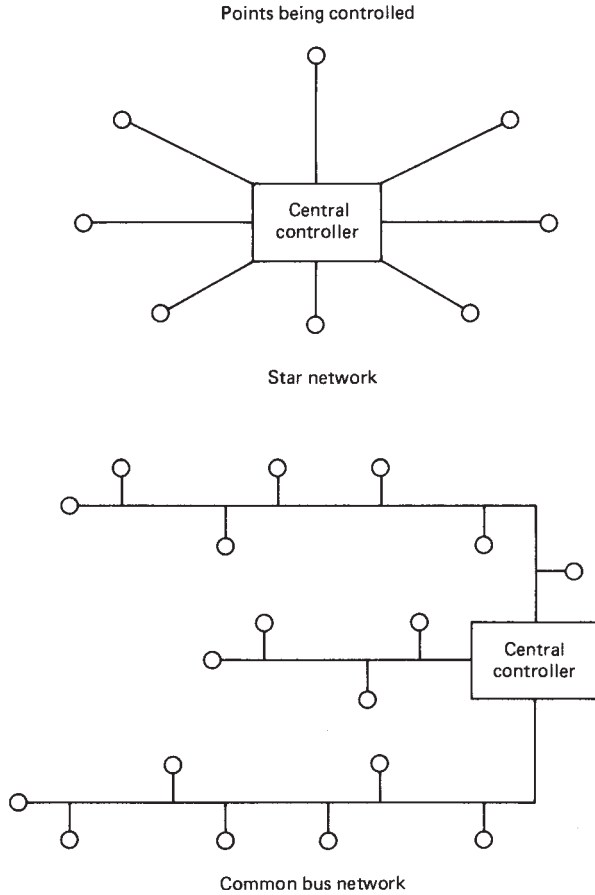 Points being controlled
Central
controller
Star network
Central
controller
Common bus network